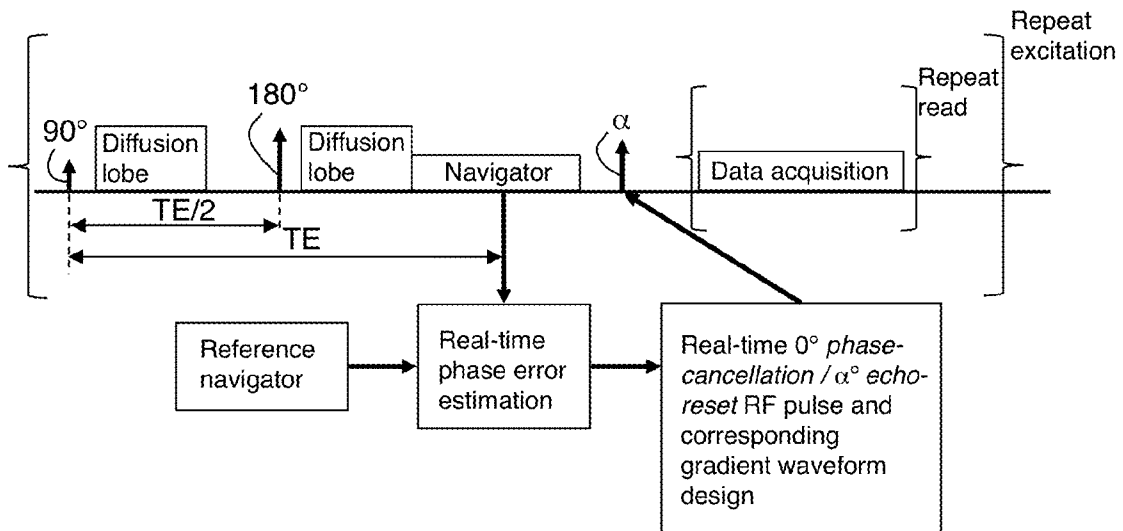 Repeat
excitation
Repeat
read
180°
α
90°
Diffusion
lobe
Diffusion
lobe
Navigator
Data acquisition
TE/2
TE
Reference
navigator
Real-time
phase error
estimation
Real-time 0° phase-
cancellation / α° echo-
reset RF pulse and
corresponding
gradient waveform
design